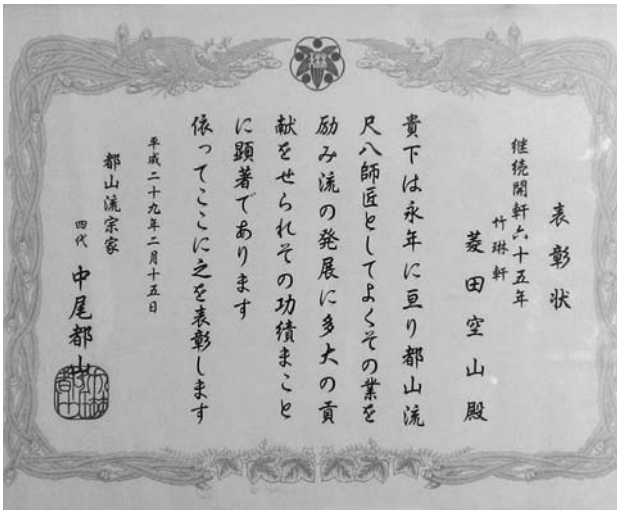 表彰状
継続開軒六十五年
竹琳軒
菱田空山殿
貴下は永年に亘り都山流
尺八師匠としてよくその業を
励み流の発展に多大の貢
献をせられその功績まこと
に顕著であります
依ってここに之を表彰します
平成二十九年二月十五日
都山流宗家
四代 中尾都山